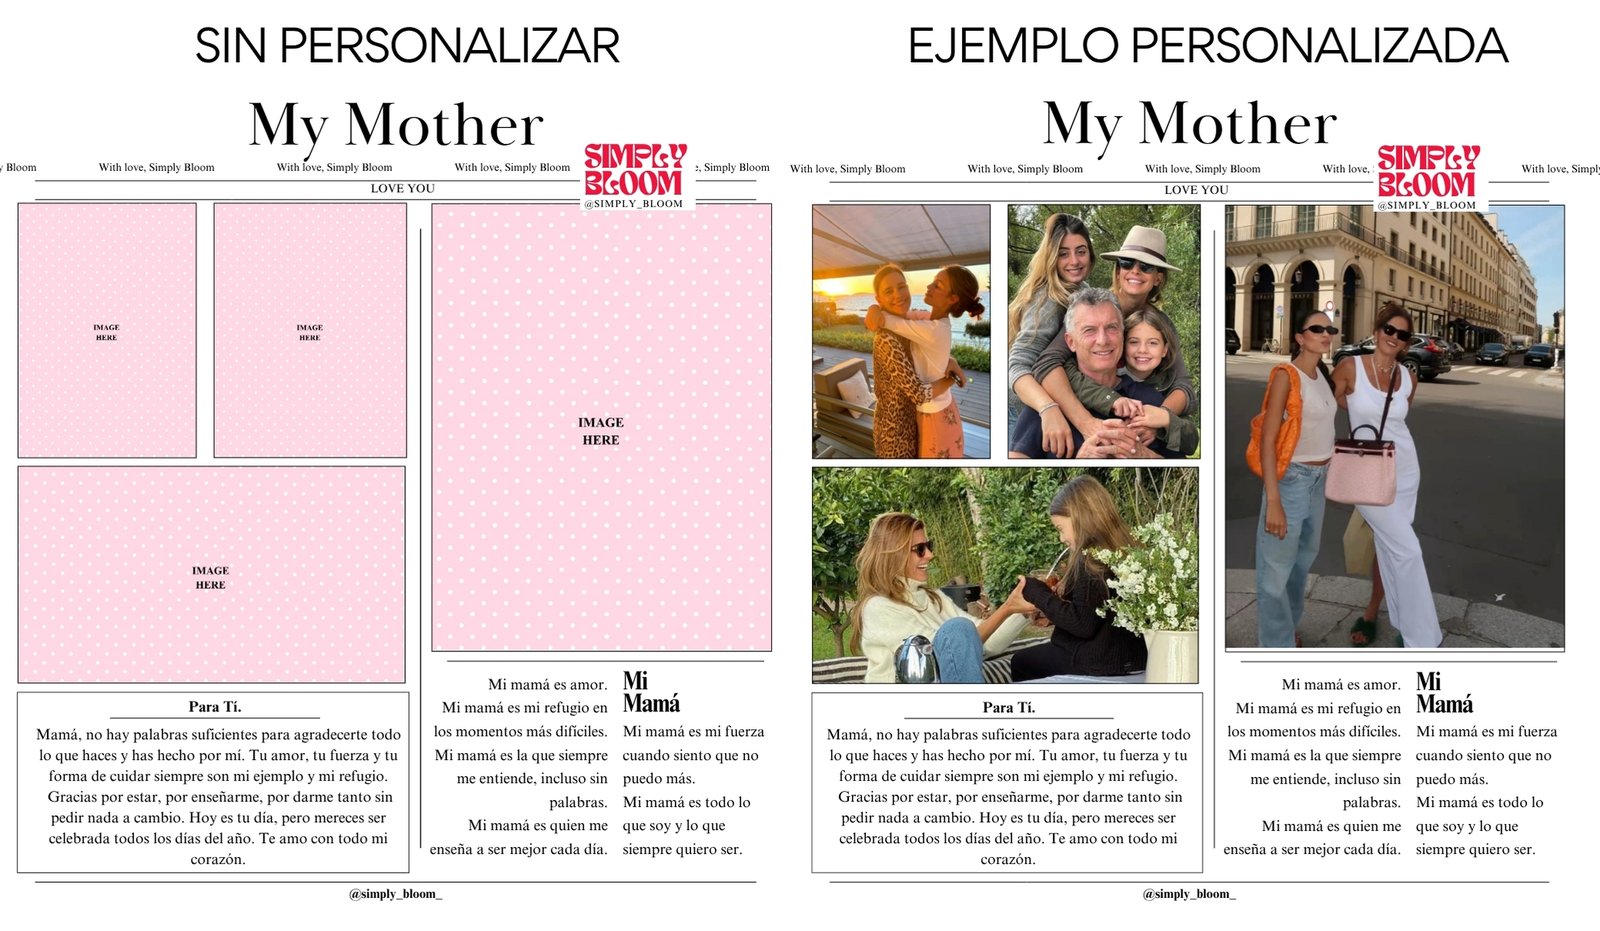 SIN PERSONALIZAR
My Mother
ly Bloom With love, Simply Bloom With love, Simply Bloom With love, Simply Bloom e, Simply Bloom
SIMPLY
BLOOM
@SIMPLY_BLOOM
LOVE YOU
IMAGE
HERE
IMAGE
HERE
IMAGE
HERE
IMAGE
HERE
Para Tí.
Mamá, no hay palabras suficientes para agradecerte todo
lo que haces y has hecho por mí. Tu amor, tu fuerza y tu
forma de cuidar siempre son mi ejemplo y mi refugio.
Gracias por estar, por enseñarme, por darme tanto sin
pedir nada a cambio. Hoy es tu día, pero mereces ser
celebrada todos los días del año. Te amo con todo mi
corazón.
Mi mamá es amor.
Mi mamá es mi refugio en
los momentos más difíciles.
Mi mamá es la que siempre
me entiende, incluso sin
palabras.
Mi mamá es quien me
enseña a ser mejor cada día.
Mi
Mamá
Mi mamá es mi fuerza
cuando siento que no
puedo más.
Mi mamá es todo lo
que soy y lo que
siempre quiero ser.
@simply_bloom_
EJEMPLO PERSONALIZADA
My Mother
With love, Simply Bloom With love, Simply Bloom With love, Simply Bloom With love, With love, Simply
SIMPLY
BLOOM
@SIMPLY_BLOOM
LOVE YOU
Para Tí.
Mamá, no hay palabras suficientes para agradecerte todo
lo que haces y has hecho por mí. Tu amor, tu fuerza y tu
forma de cuidar siempre son mi ejemplo y mi refugio.
Gracias por estar, por enseñarme, por darme tanto sin
pedir nada a cambio. Hoy es tu día, pero mereces ser
celebrada todos los días del año. Te amo con todo mi
corazón.
Mi mamá es amor.
Mi mamá es mi refugio en
los momentos más difíciles.
Mi mamá es la que siempre
me entiende, incluso sin
palabras.
Mi mamá es quien me
enseña a ser mejor cada día.
Mi
Mamá
Mi mamá es mi fuerza
cuando siento que no
puedo más.
Mi mamá es todo lo
que soy y lo que
siempre quiero ser.
@simply_bloom_